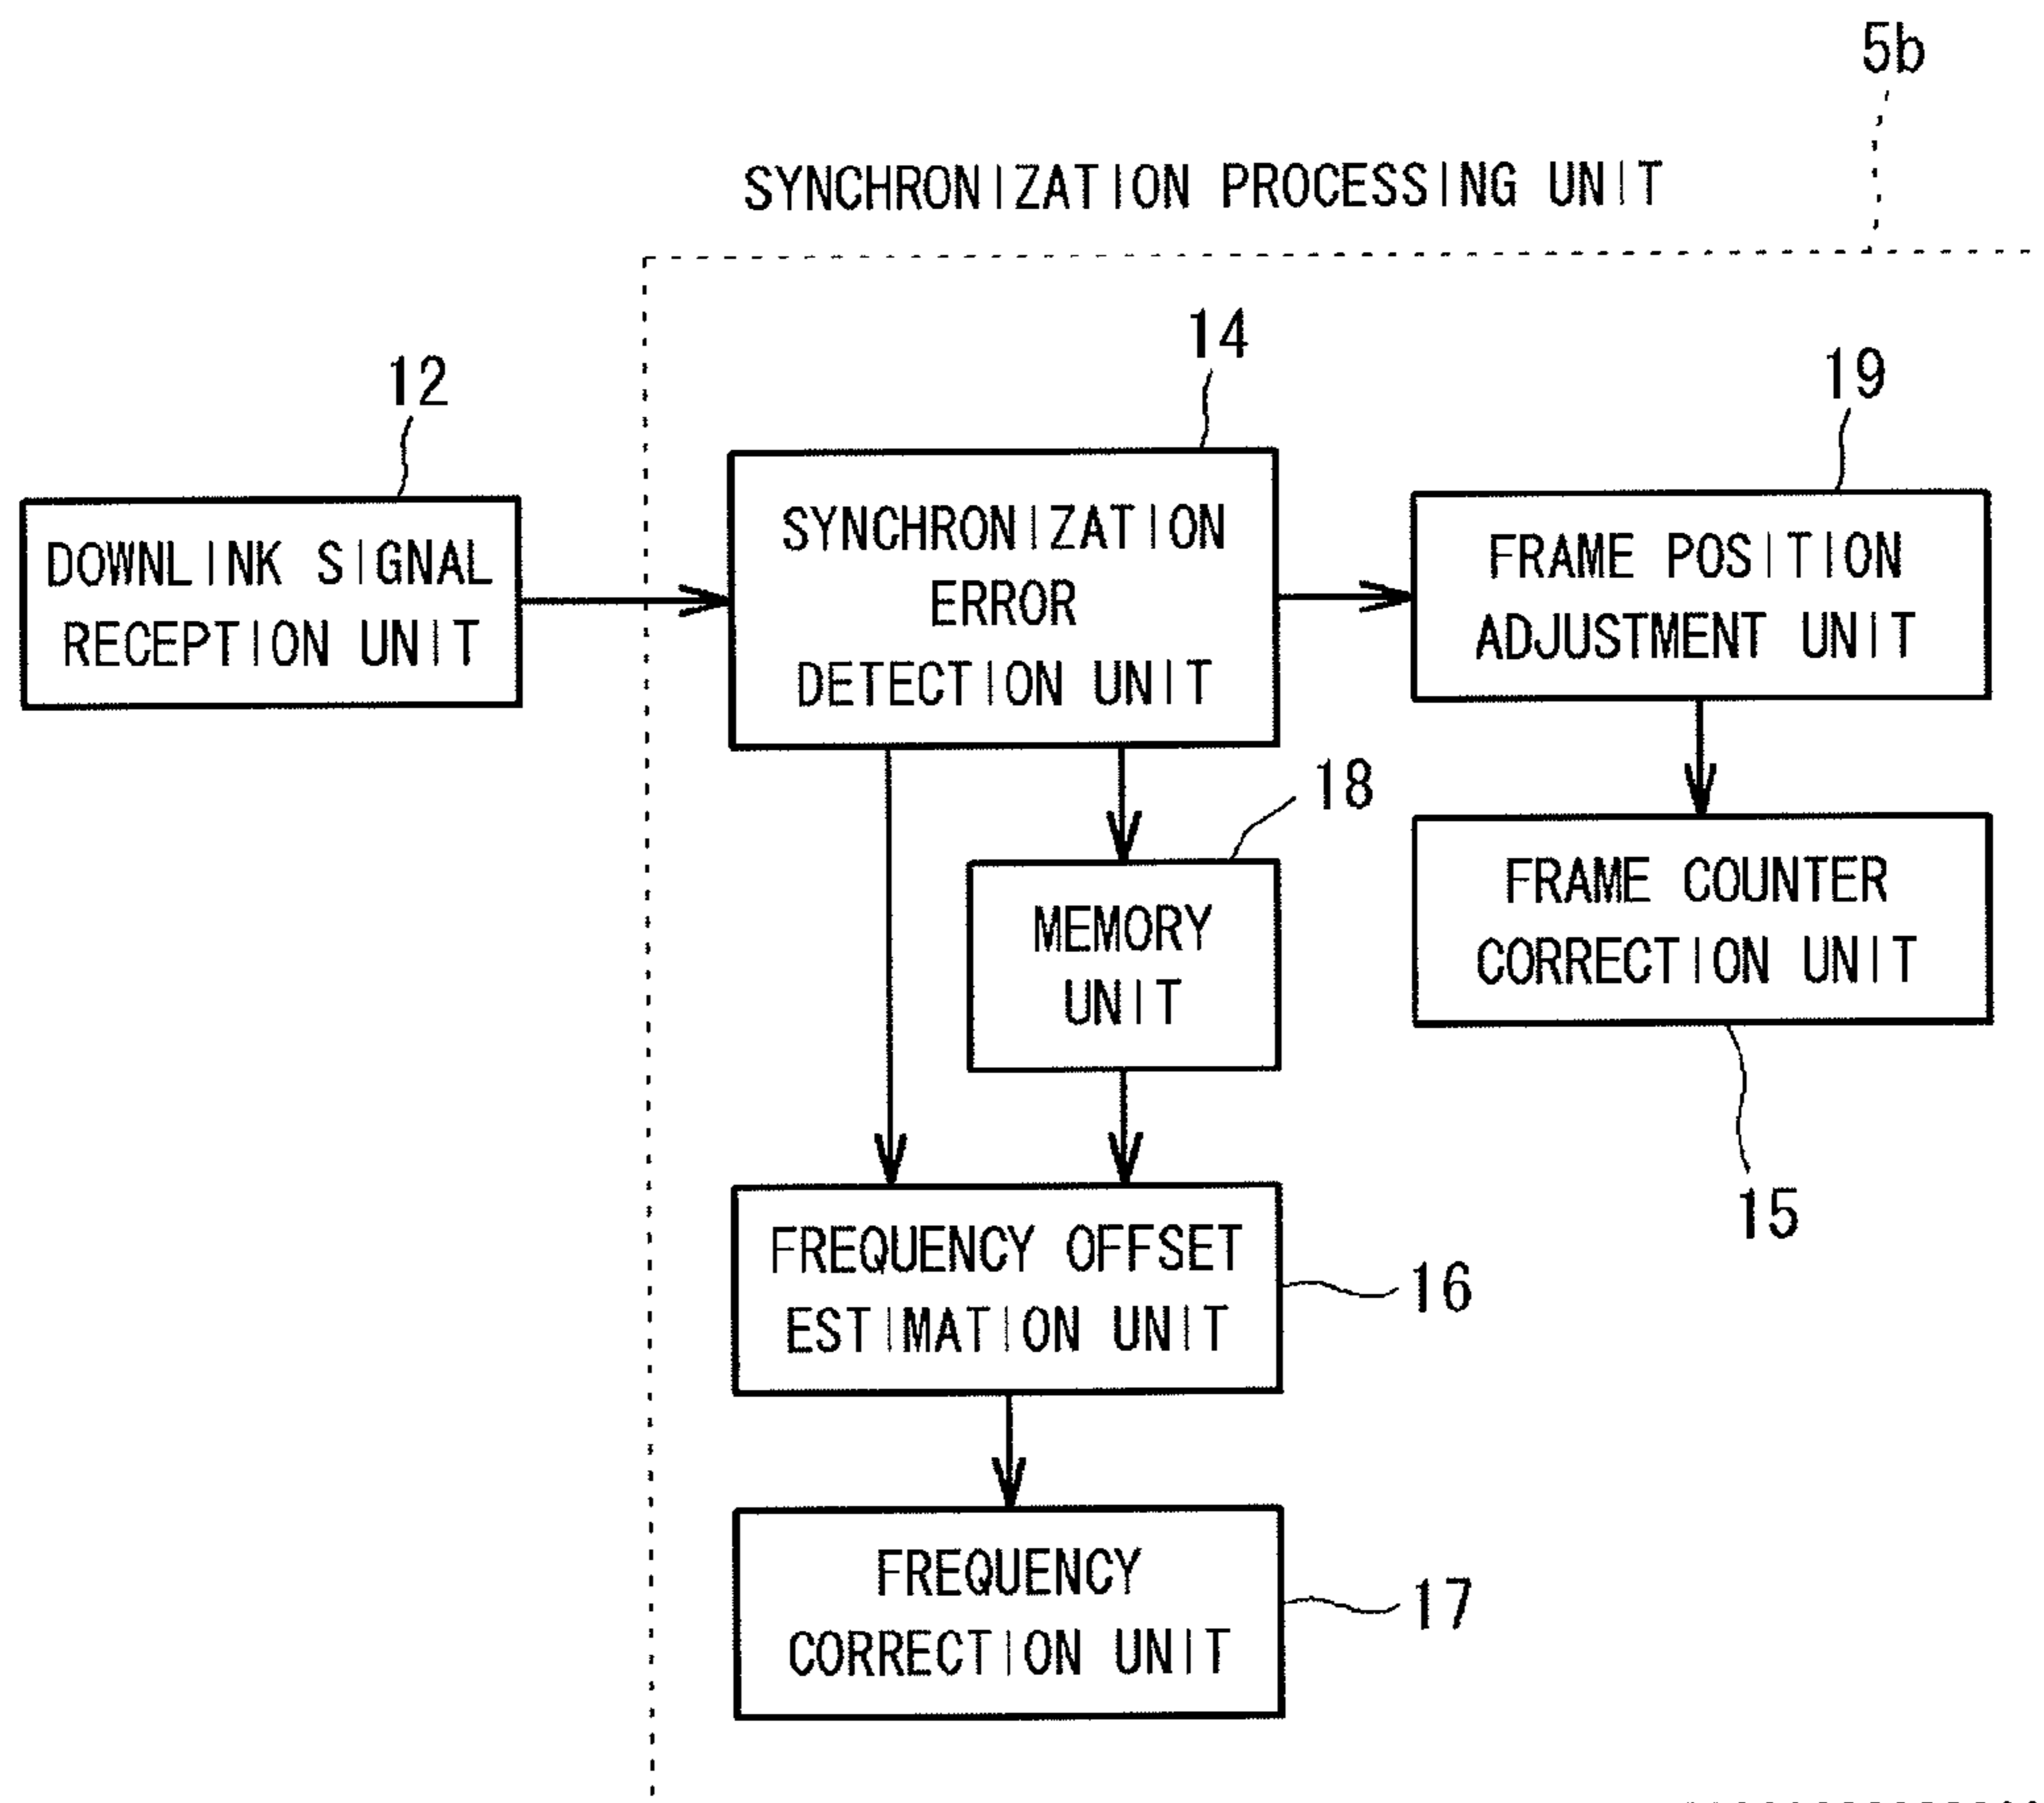 5b
SYNCHRONIZATION PROCESSING UNIT
14
12
19
DOWNLINK SIGNAL
RECEPTION UNIT
SYNCHRONIZATION
ERROR
DETECTION UNIT
FRAME POSITION
ADJUSTMENT UNIT
18
MEMORY
UNIT
FRAME COUNTER
CORRECTION UNIT
15
FREQUENCY OFFSET
ESTIMATION UNIT
16
FREQUENCY
CORRECTION UNIT
17